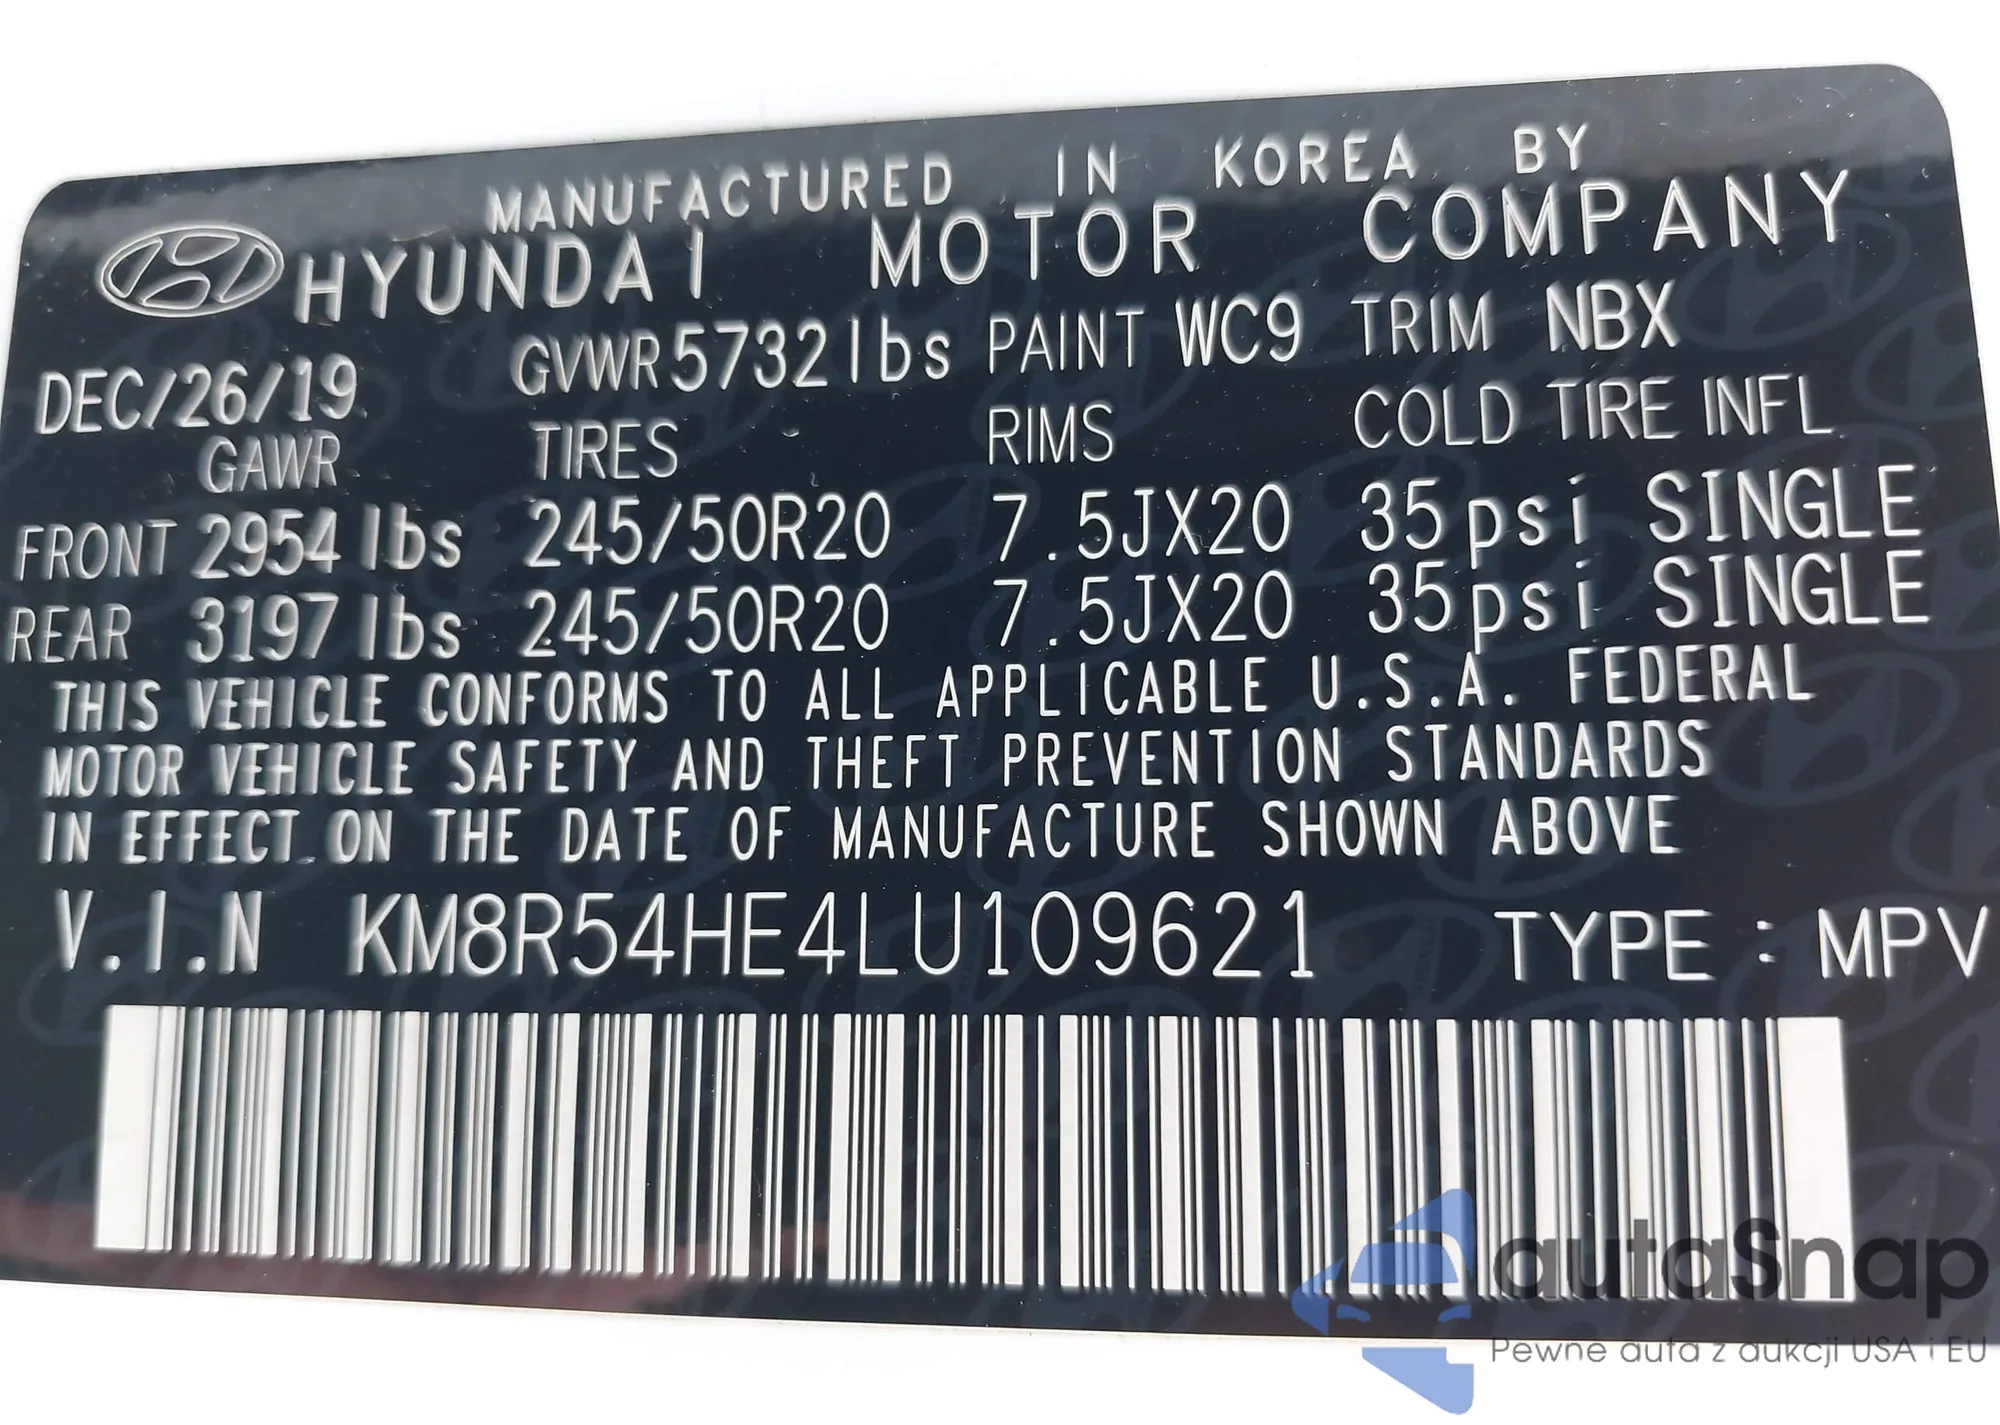 MANUFACTURED IN KOREA BY
HYUNDAI MOTOR COMPANY
DEC/26/19 GVWR 5732 lbs PAINT WC9 TRIM NBX
GAWR TIRES RIMS COLD TIRE INFL
FRONT 2954 lbs 245/50R20 7.5JX20 35psi SINGLE
REAR 3197 lbs 245/50R20 7.5JX20 35psi SINGLE
THIS VEHICLE CONFORMS TO ALL APPLICABLE U.S.A. FEDERAL
MOTOR VEHICLE SAFETY AND THEFT PREVENTION STANDARDS
IN EFFECT ON THE DATE OF MANUFACTURE SHOWN ABOVE
V.I.N KM8R54HE4LU109621 TYPE : MPV
autaSnap
Pewne auta z aukcji USA i EU